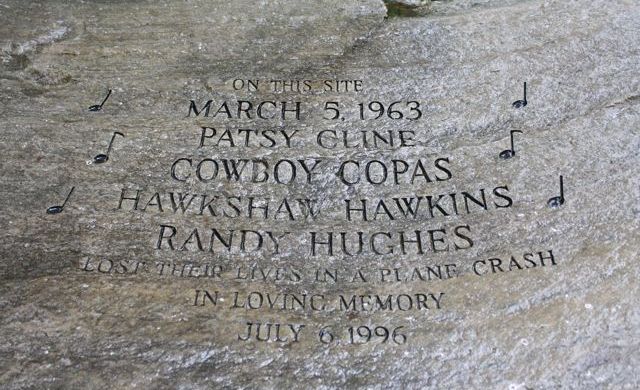 ON THIS SITE
MARCH 5, 1963
PATSY CLINE
COWBOY COPAS
HAWKSHAW HAWKINS
RANDY HUGHES
LOST THEIR LIVES IN A PLANE CRASH
IN LOVING MEMORY
JULY 6, 1996